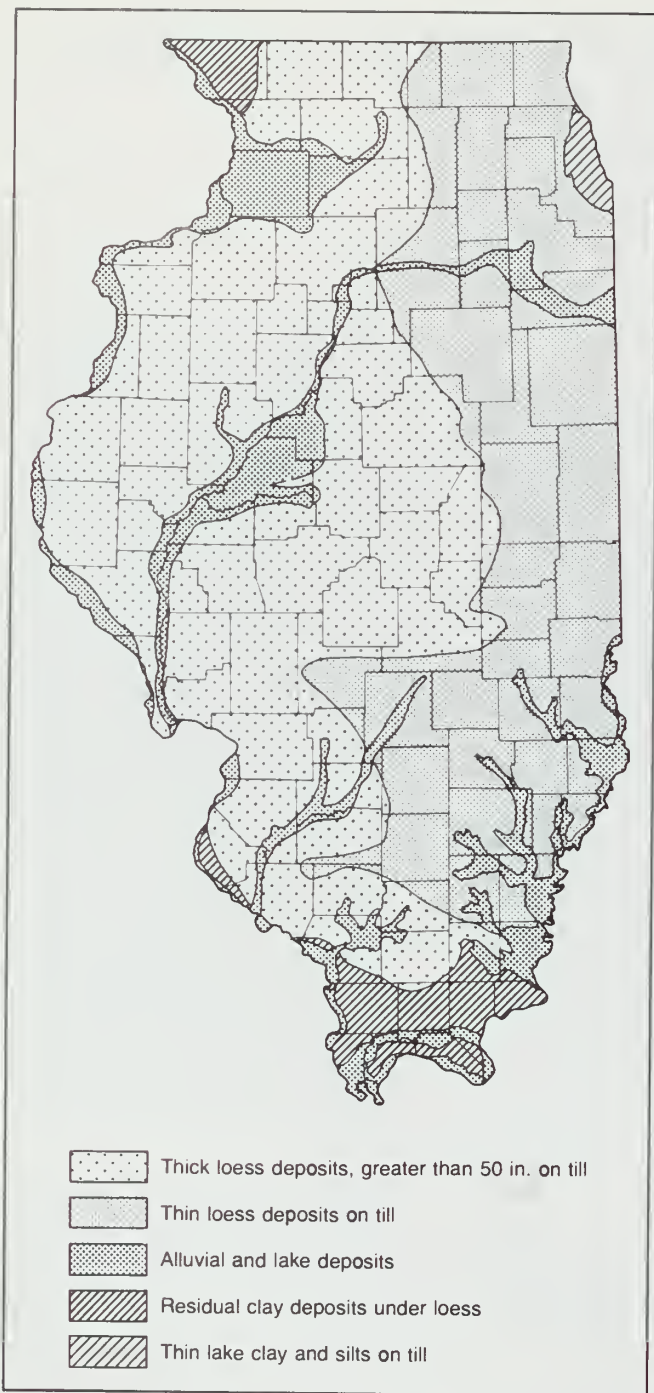 Thick loess deposits, greater than 50 in. on till
Thin loess deposits on till
Alluvial and lake deposits
Residual clay deposits under loess
Thin lake clay and silts on till